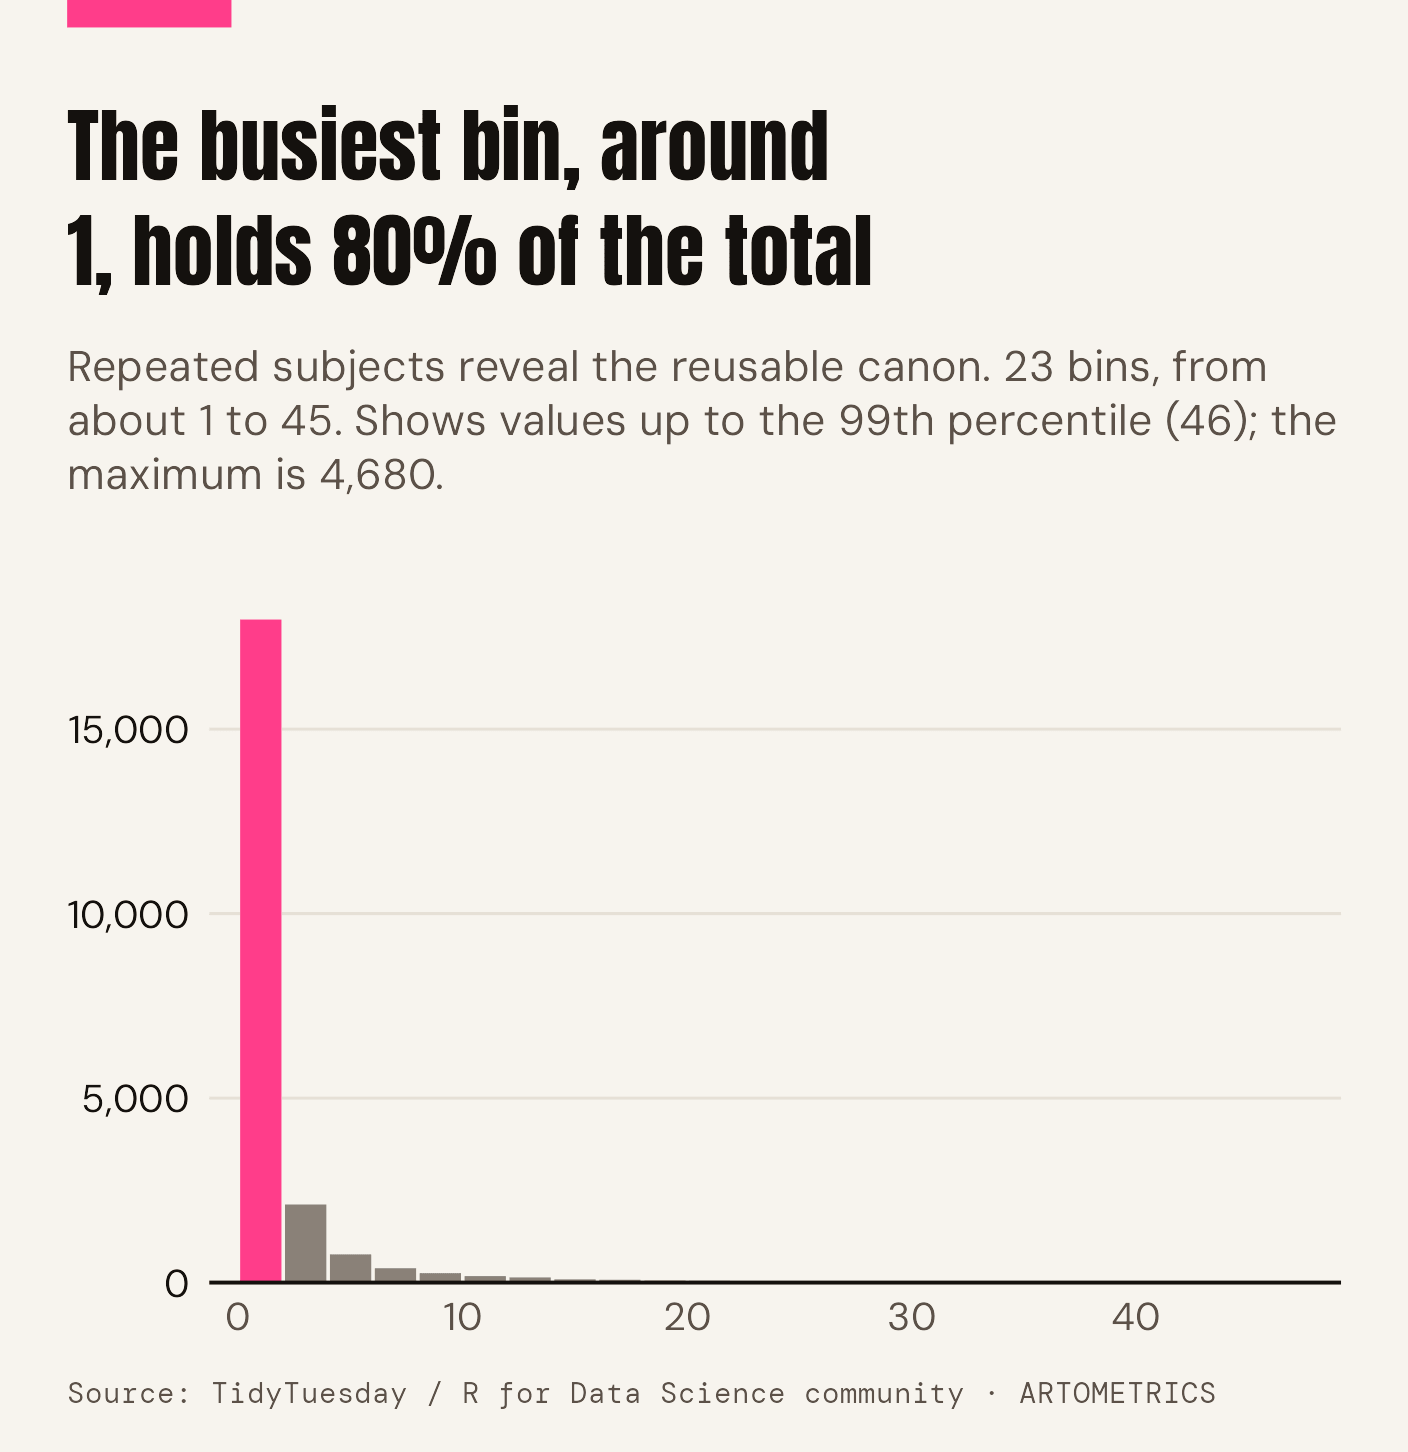 The busiest bin, around
1, holds 80% of the total
Repeated subjects reveal the reusable canon. 23 bins, from
about 1 to 45. Shows values up to the 99th percentile (46); the
maximum is 4,680.
15,000
10,000
5,000
0
0 10 20 30 40
Source: TidyTuesday / R for Data Science community · ARTOMETRICS